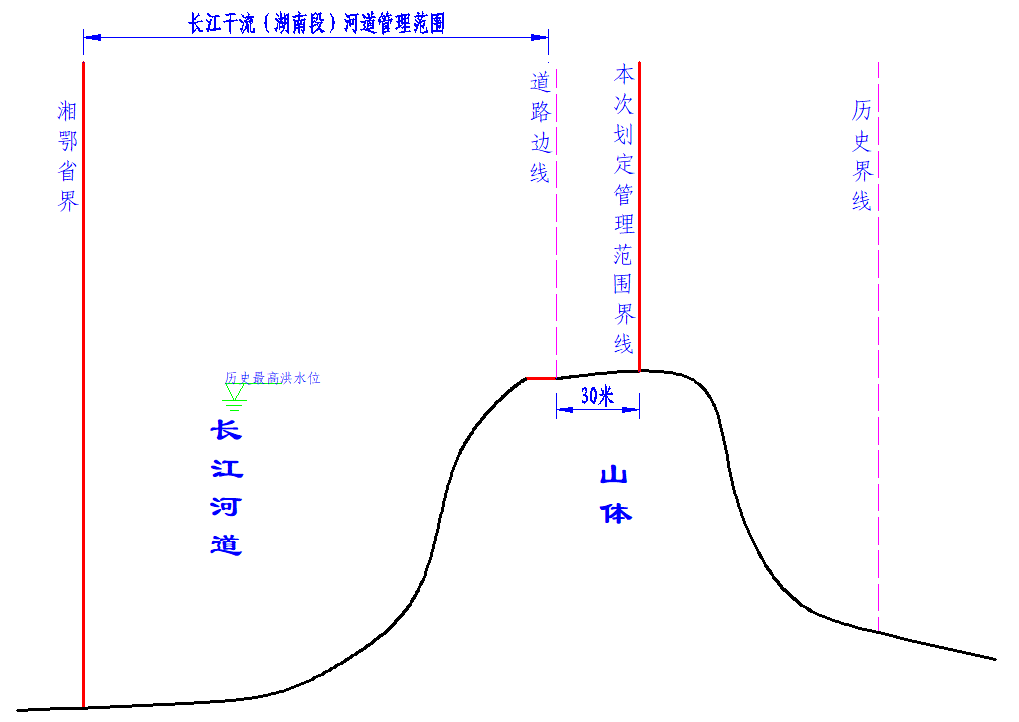 长江干流（湖南段）河道管理范围
湘鄂省界
道路边线
本次划定管理范围界线
历史界线
历史最高洪水位
长江河道
30米
山体